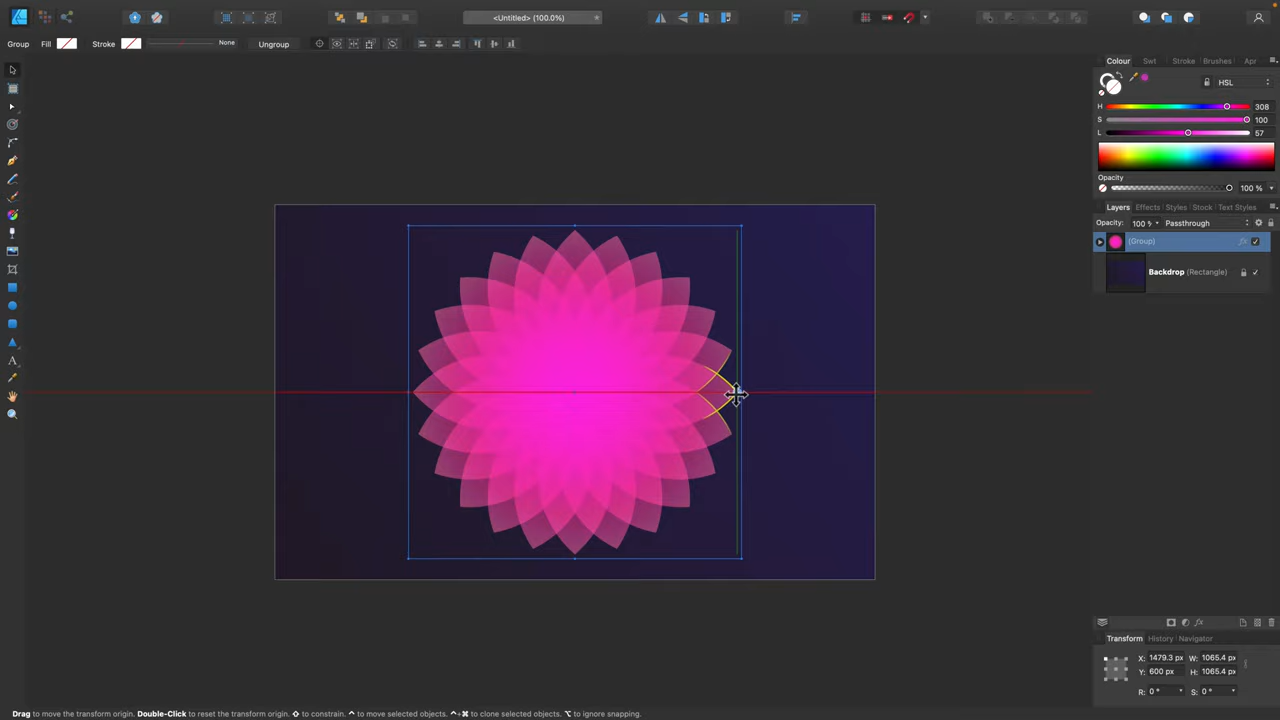 <Untitled> (100.0%)
Group Fill Stroke None Ungroup
Colour Swt Stroke Brushes Apr
HSL
H 308
S 100
L 57
Opacity
100 %
Layers Effects Styles Stock Text Styles
Opacity: 100 % Passthrough
(Group)
Backdrop (Rectangle)
Transform History Navigator
X: 1479.3 px W: 1065.4 px
Y: 600 px H: 1065.4 px
R: 0 ° S: 0 °
Drag to move the transform origin. Double-Click to reset the transform origin. ⇧ to constrain. ^ to move selected objects. ^+⌘ to clone selected objects. ⌥ to ignore snapping.